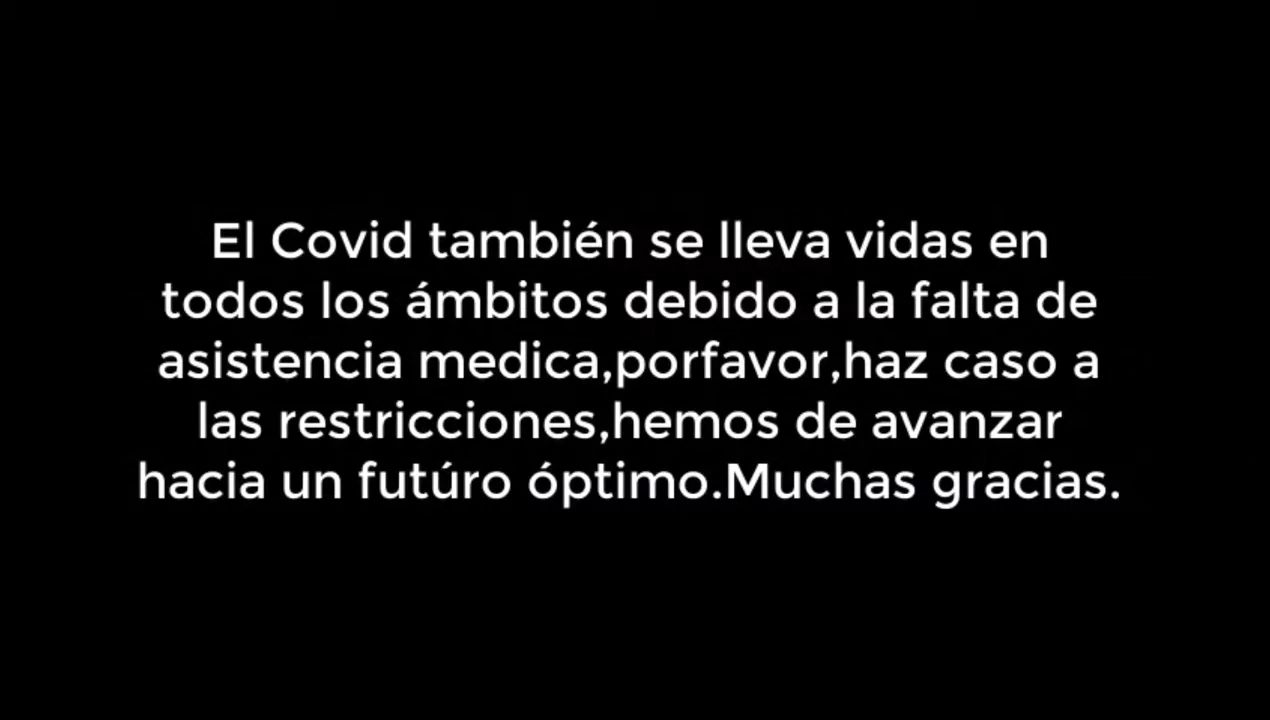 El Covid también se lleva vidas en
todos los ámbitos debido a la falta de
asistencia medica,porfavor,haz caso a
las restricciones,hemos de avanzar
hacia un futúro óptimo.Muchas gracias.